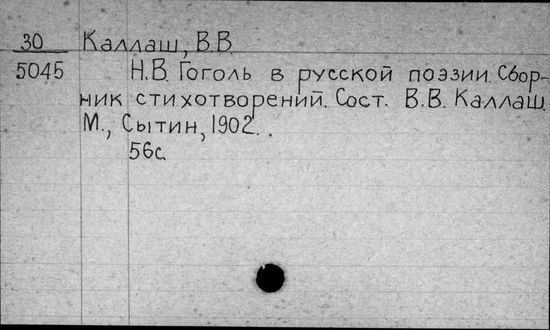 30 Каллаш, В.В.
5045 Н.В. Гоголь в русской поэзии. Сбор-
ник стихотворений. Сост. В.В. Каллаш.
М., Сытин, 1902.
56с.